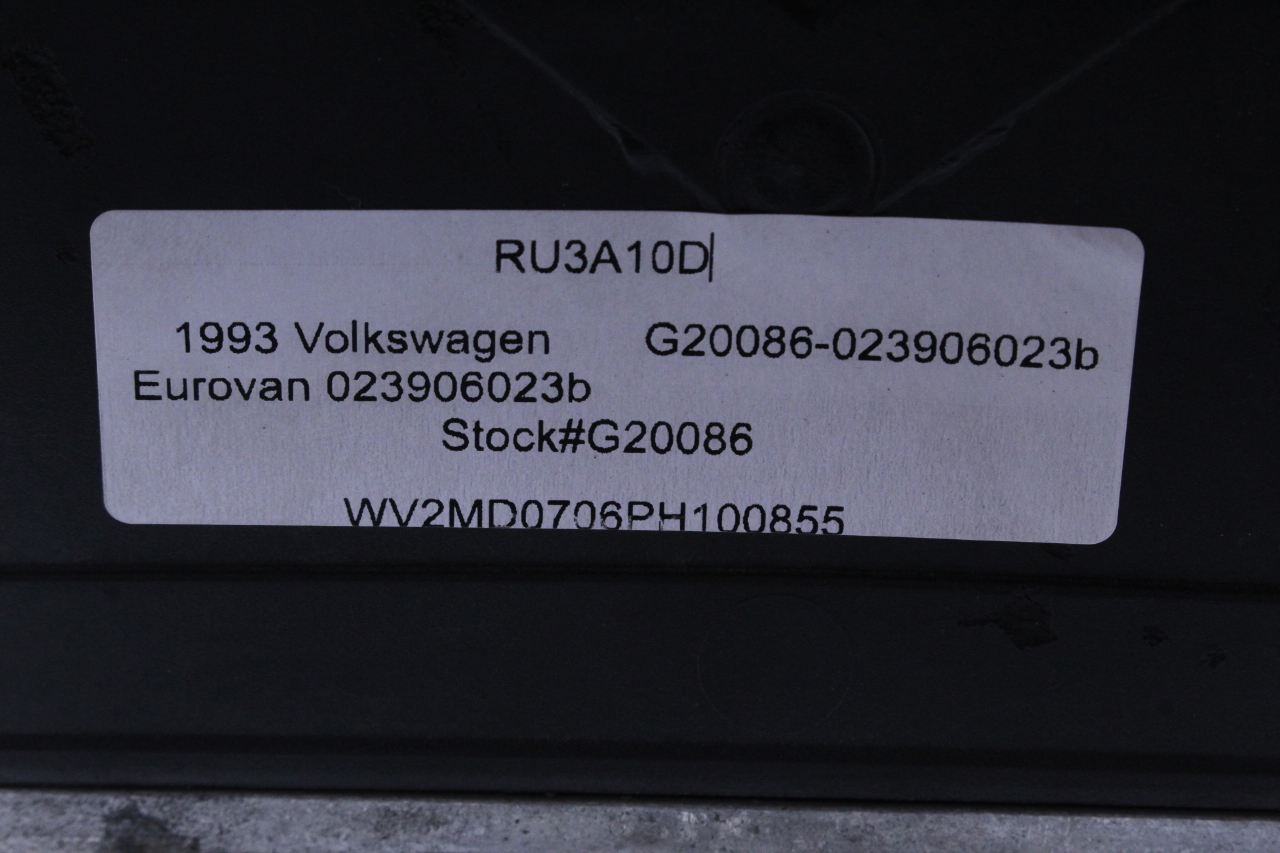 RU3A10D|
1993 Volkswagen G20086-023906023b
Eurovan 023906023b
Stock#G20086
WV2MD0706PH100855